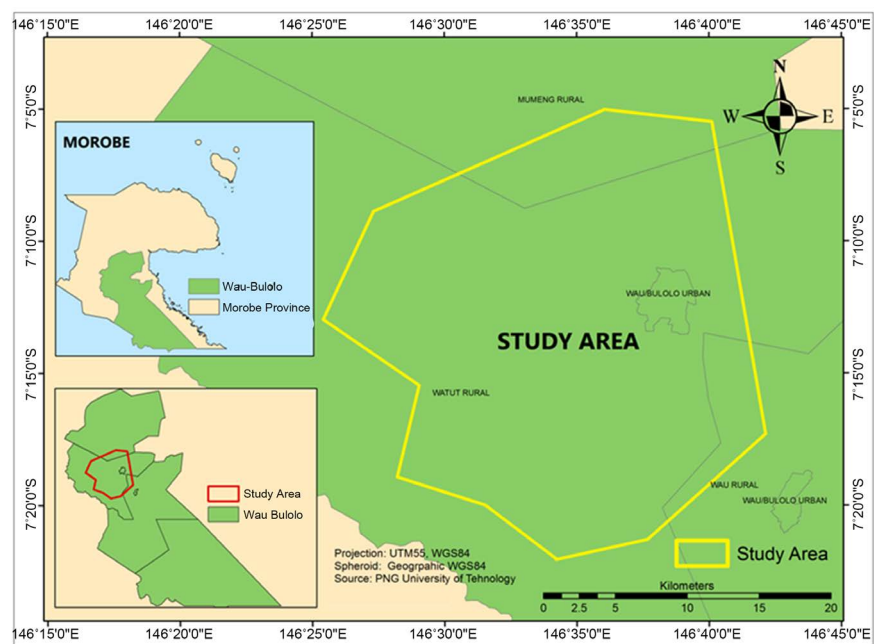 146°15'0"E 146°20'0"E 146°25'0"E 146°30'0"E 146°35'0"E 146°40'0"E 146°45'0"E
N
W E
S
MUMENG RURAL
7°5'0"S 7°5'0"S
MOROBE
7°10'0"S 7°10'0"S
Wau-Bulolo
Morobe Province
WAU/BULOLO URBAN
STUDY AREA
7°15'0"S 7°15'0"S
WATUT RURAL
Study Area
Wau Bulolo
7°20'0"S 7°20'0"S
WAU RURAL
WAU/BULOLO URBAN
Study Area
Projection: UTM55, WGS84
Spheroid: Geogrpahic WGS84
Source: PNG University of Tehnology
Kilometers
0 2.5 5 10 15 20
146°15'0"E 146°20'0"E 146°25'0"E 146°30'0"E 146°35'0"E 146°40'0"E 146°45'0"E